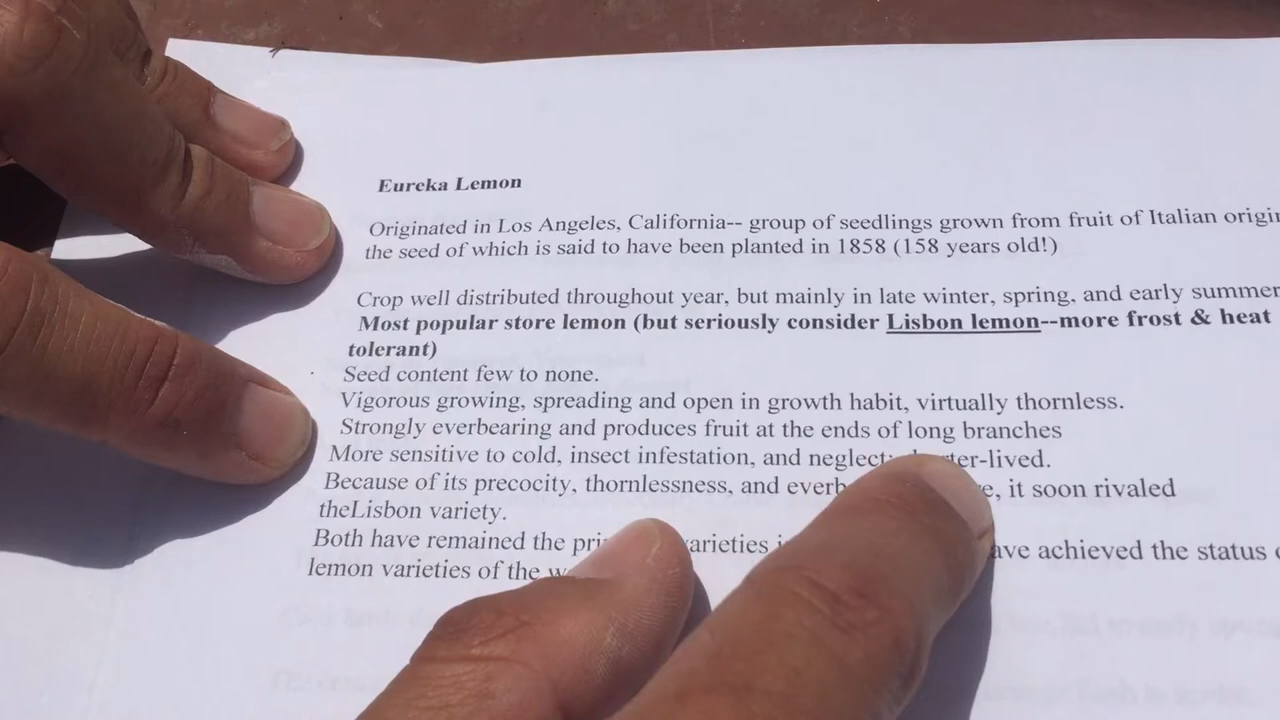 Eureka Lemon
Originated in Los Angeles, California-- group of seedlings grown from fruit of Italian origin
the seed of which is said to have been planted in 1858 (158 years old!)
Crop well distributed throughout year, but mainly in late winter, spring, and early summer
Most popular store lemon (but seriously consider Lisbon lemon--more frost & heat
tolerant)
Seed content few to none.
Vigorous growing, spreading and open in growth habit, virtually thornless.
Strongly everbearing and produces fruit at the ends of long branches
More sensitive to cold, insect infestation, and neglect; -lived.
Because of its precocity, thornlessness, and it soon rivaled
theLisbon variety.
Both have remained the varieties achieved the status
lemon varieties of the